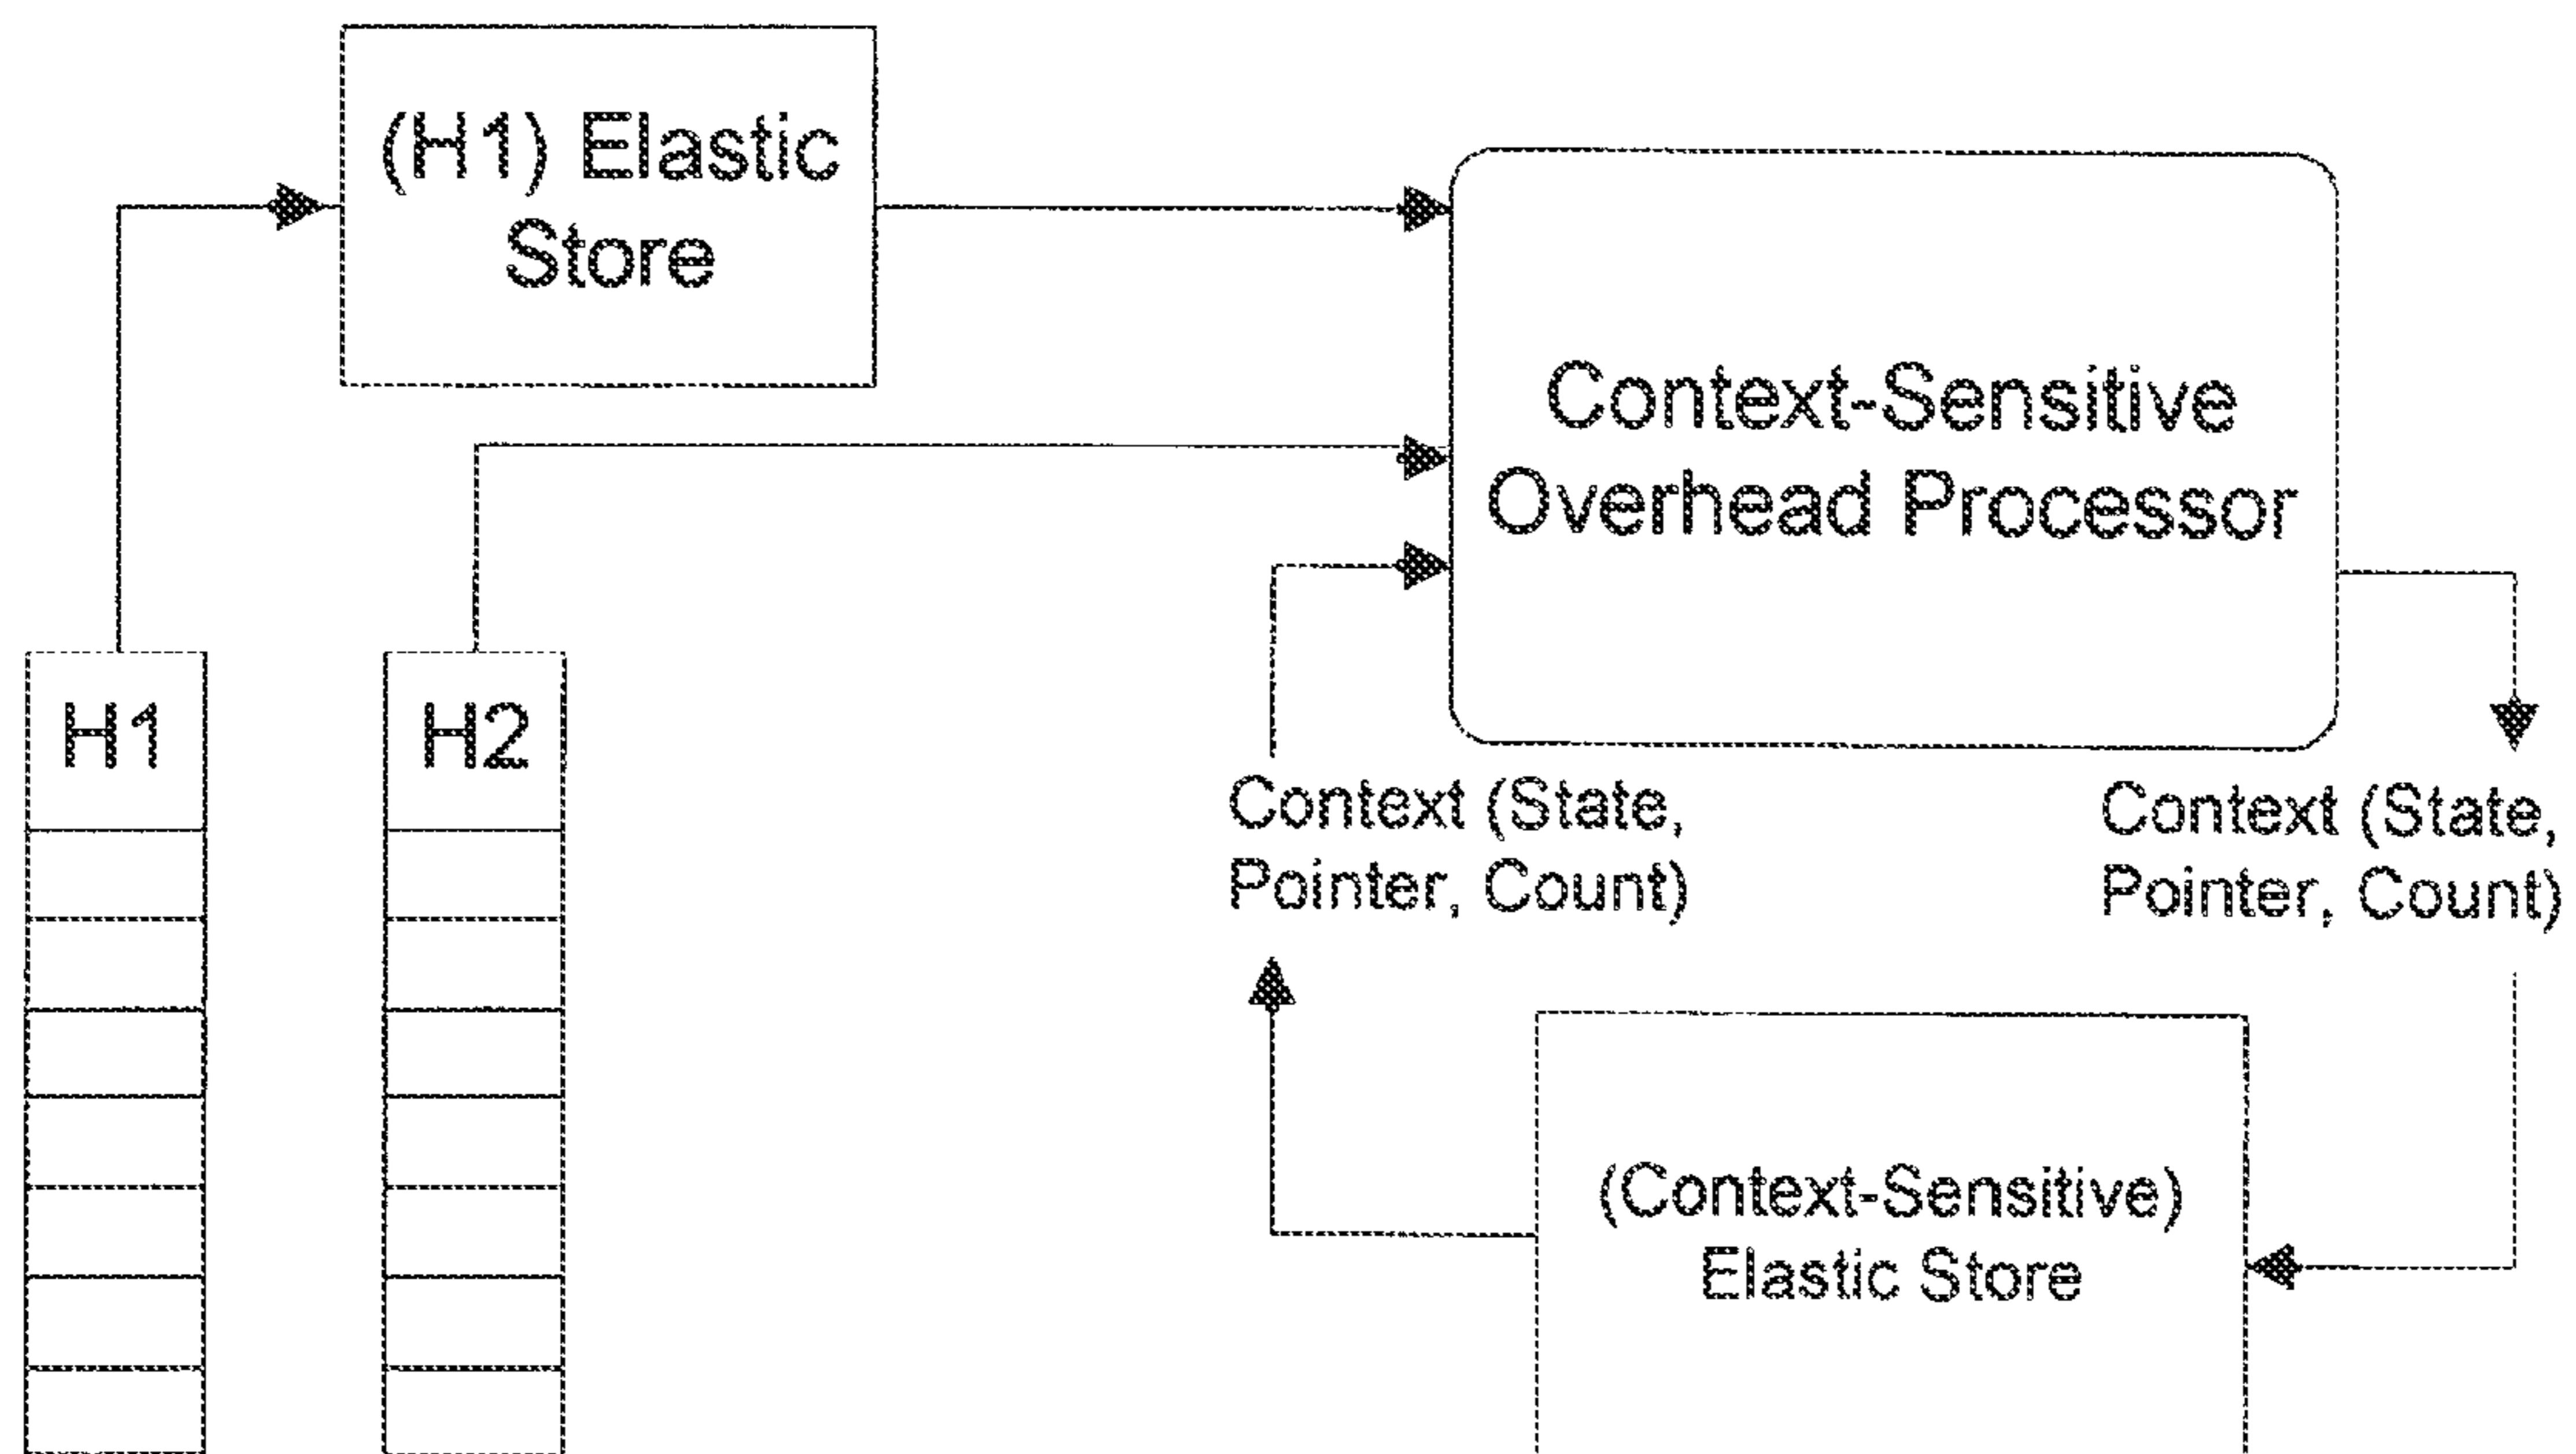 (H1) Elastic
Store
Context-Sensitive
Overhead Processor
H1
H2
Context (State,
Pointer, Count)
Context (State,
Pointer, Count)
(Context-Sensitive)
Elastic Store